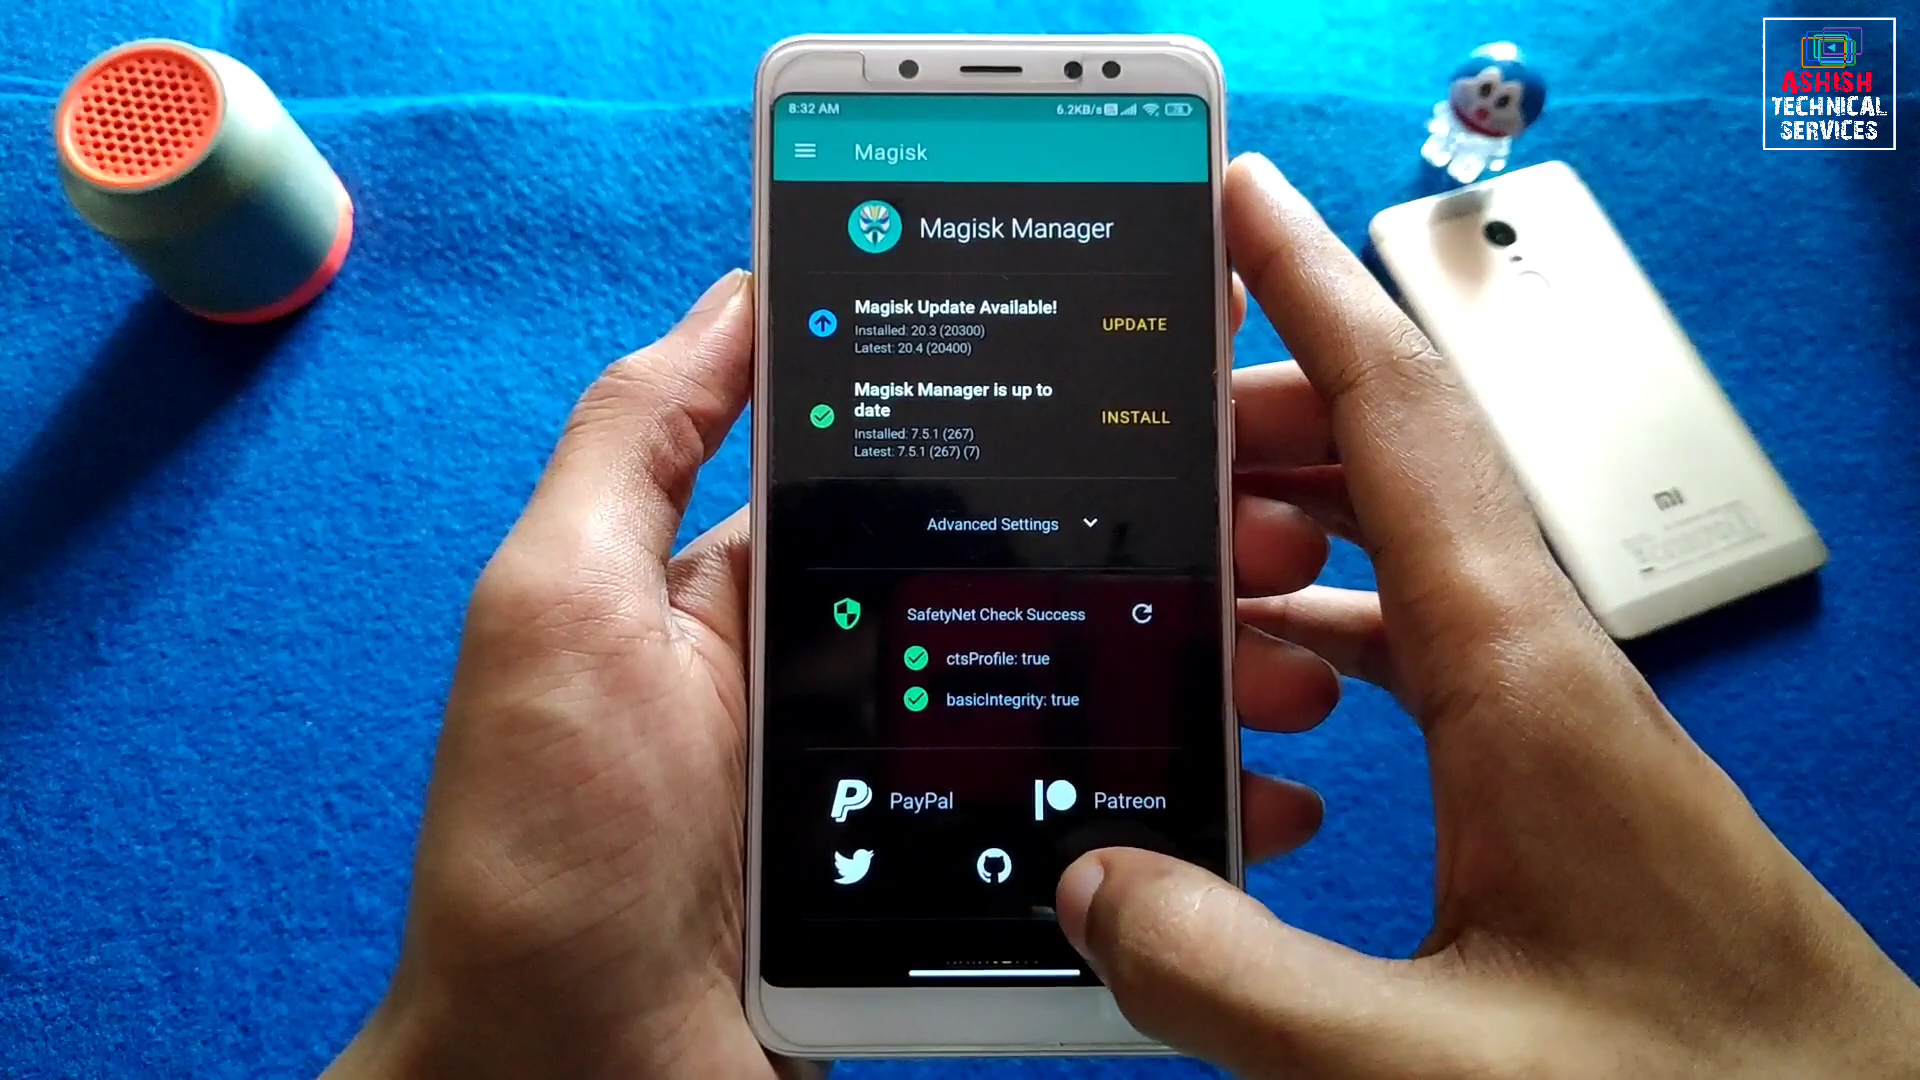 ASHISH
TECHNICAL
SERVICES
8:32 AM
6.2KB/s
Magisk
Magisk Manager
Magisk Update Available!
Installed: 20.3 (20300)
Latest: 20.4 (20400)
UPDATE
Magisk Manager is up to
date
Installed: 7.5.1 (267)
Latest: 7.5.1 (267) (7)
INSTALL
Advanced Settings
SafetyNet Check Success
ctsProfile: true
basicIntegrity: true
PayPal
Patreon
mi